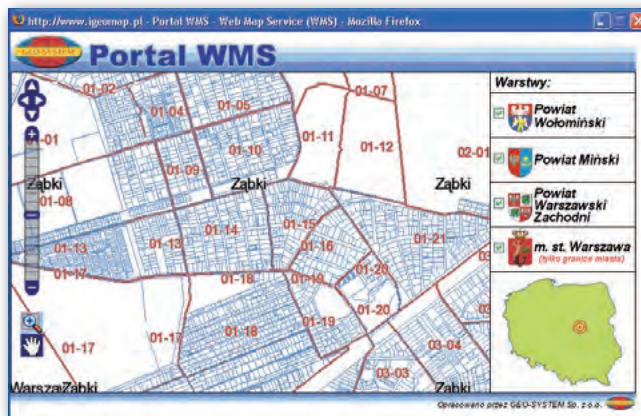 http://www.igeomap.pl - Portal WMS - Web Map Service (WMS) - Mozilla Firefox
GEO-SYSTEM
Portal WMS
01-02
01-04
01-05
01-07
01-01
01-11
01-12
01-09
01-10
02-01
Ząbki
Ząbki
Ząbki
01-08
01-15
01-13
01-13
01-14
01-16
01-21
01-17
01-18
01-19
01-20
01-17
01-17
01-18
01-19
01-20
03-04
03-03
Ząbki
Ząbki
Warstwy:
Powiat
Wołomiński
Powiat Miński
Powiat
Warszawski
Zachodni
m. st. Warszawa
(tylko granice miasta)
Opracowano przez GEO-SYSTEM Sp. z o.o.